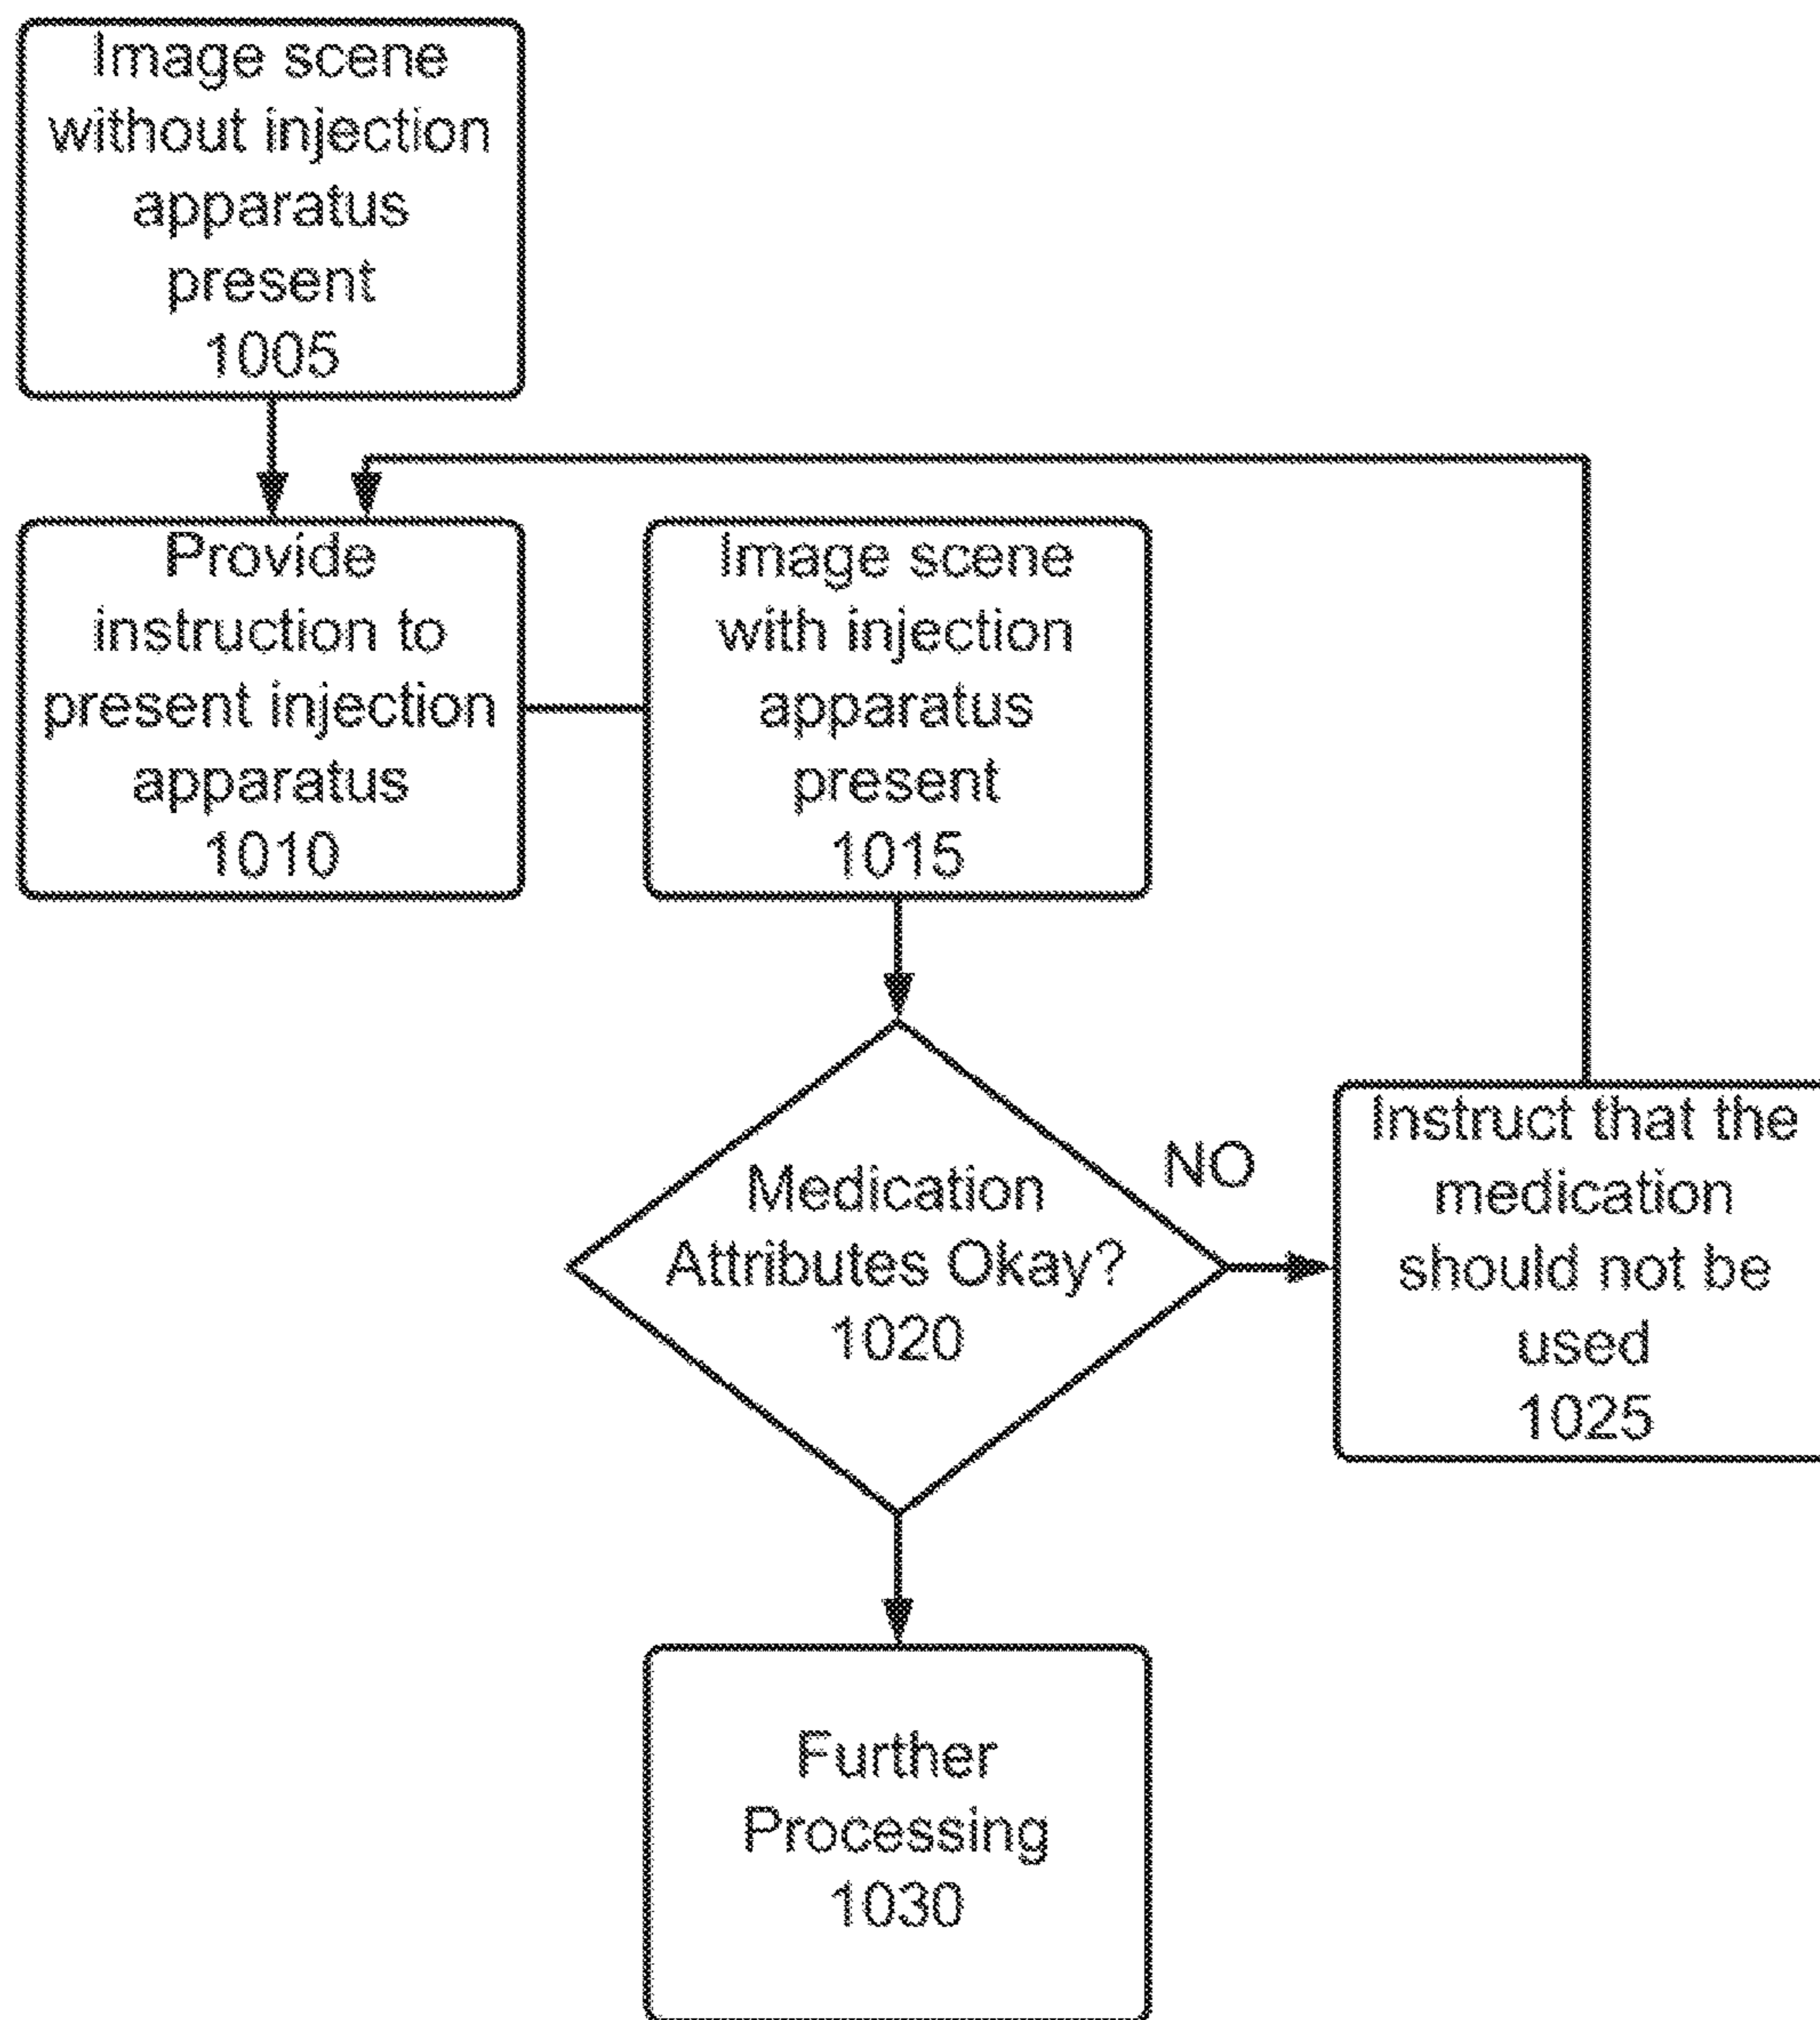 Image scene
without injection
apparatus
present
1005
Provide
instruction to
present injection
apparatus
1010
Image scene
with injection
apparatus
present
1015
Medication
Attributes Okay?
1020
NO
Instruct that the
medication
should not be
used
1025
Further
Processing
1030